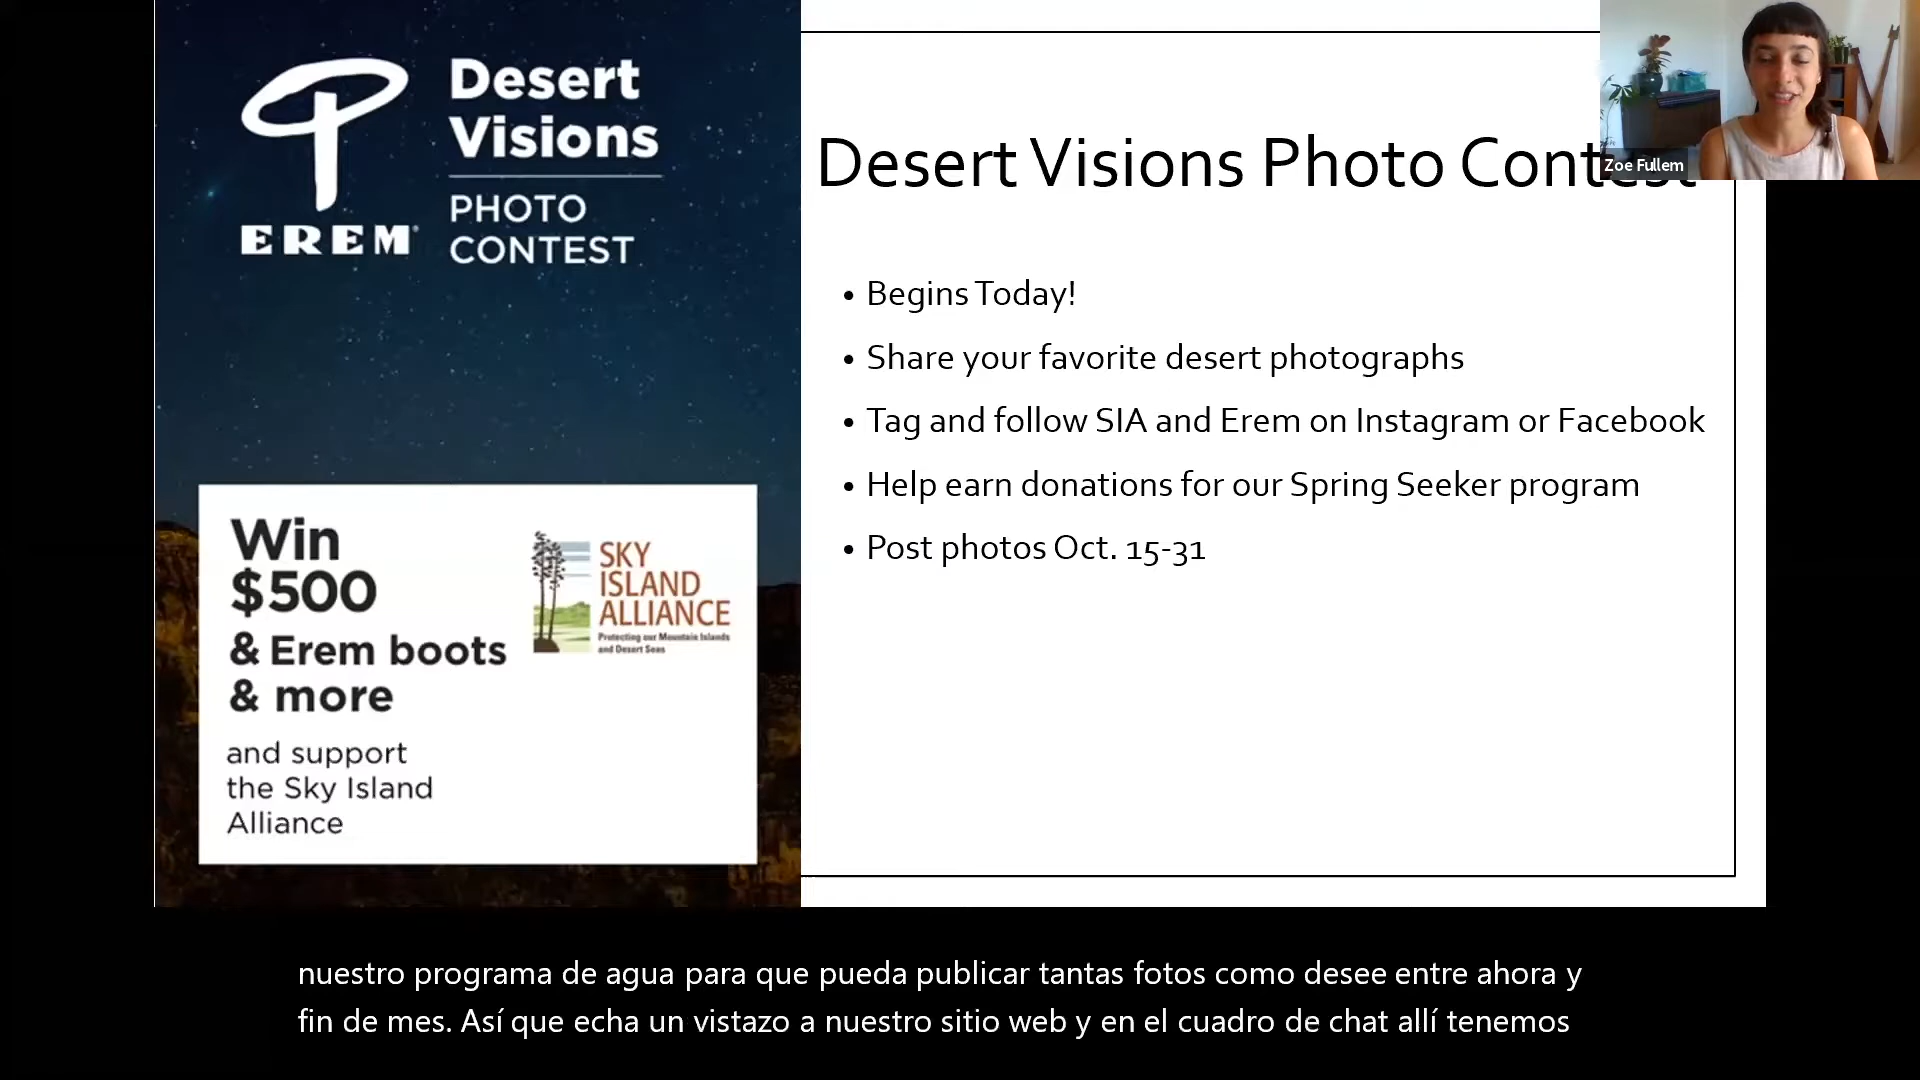 Desert
Visions
PHOTO
CONTEST
EREM
Win
$500
& Erem boots
& more
and support
the Sky Island
Alliance
SKY
ISLAND
ALLIANCE
Protecting our Mountain Islands
and Desert Seas
Desert Visions Photo Contest
• Begins Today!
• Share your favorite desert photographs
• Tag and follow SIA and Erem on Instagram or Facebook
• Help earn donations for our Spring Seeker program
• Post photos Oct. 15-31
Zoe Fullem
nuestro programa de agua para que pueda publicar tantas fotos como desee entre ahora y
fin de mes. Así que echa un vistazo a nuestro sitio web y en el cuadro de chat allí tenemos